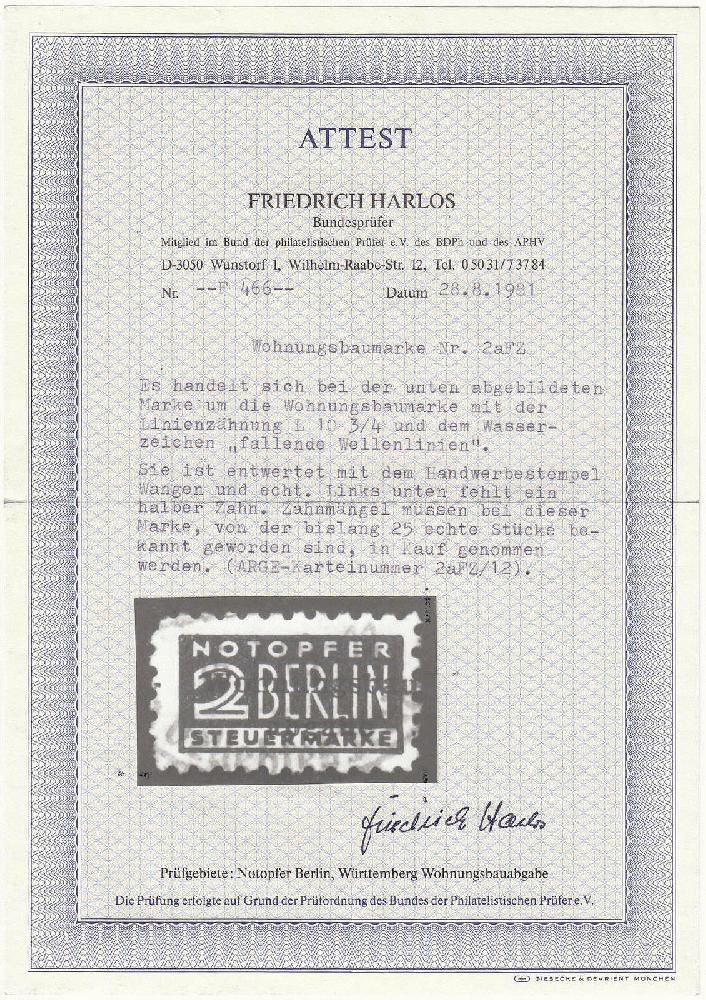 ATTEST
FRIEDRICH HARLOS
Bundesprüfer
Mitglied im Bund der philatelistischen Prüfer e.V. des BDPh und des APHV
D-3050 Wunstorf 1, Wilhelm-Raabe-Str. 12, Tel. 05031/73784
Nr. --F 466-- Datum 28.8.1981
Wohnungsbaumarke Nr. 2aFZ
Es handelt sich bei der unten abgebildeten
Marke um die Wohnungsbaumarke mit der
Linienzähnung L 10 3/4 und dem Wasser-
zeichen „fallende Wellenlinien".
Sie ist entwertet mit dem Handwerbestempel
Wangen und echt. Links unten fehlt ein
halber Zahn. Zahnmängel müssen bei dieser
Marke, von der bislang 25 echte Stücke be-
kannt geworden sind, in Kauf genommen
werden. (ARGE-Karteinummer 2aFZ/12).
NOTOPFER
2 BERLIN
STEUERMARKE
Friedrich Harlos
Prüfgebiete: Notopfer Berlin, Württemberg Wohnungsbauabgabe
Die Prüfung erfolgte auf Grund der Prüfordnung des Bundes der Philatelistischen Prüfer e.V.
GIESECKE & DEVRIENT MÜNCHEN